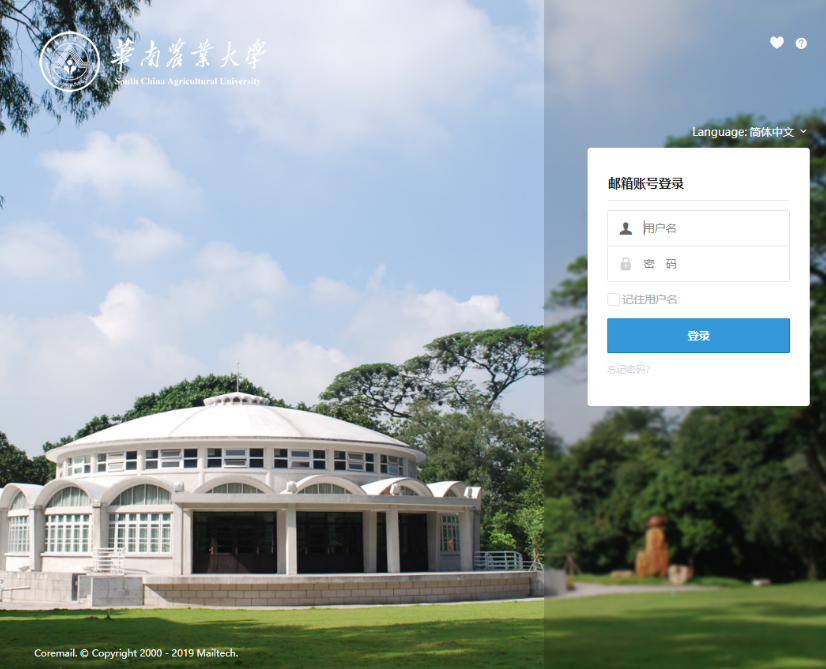 華南農業大學
South China Agricultural University
Language: 简体中文
邮箱账号登录
用户名
密 码
记住用户名
登录
忘记密码?
Coremail. © Copyright 2000 - 2019 Mailtech.